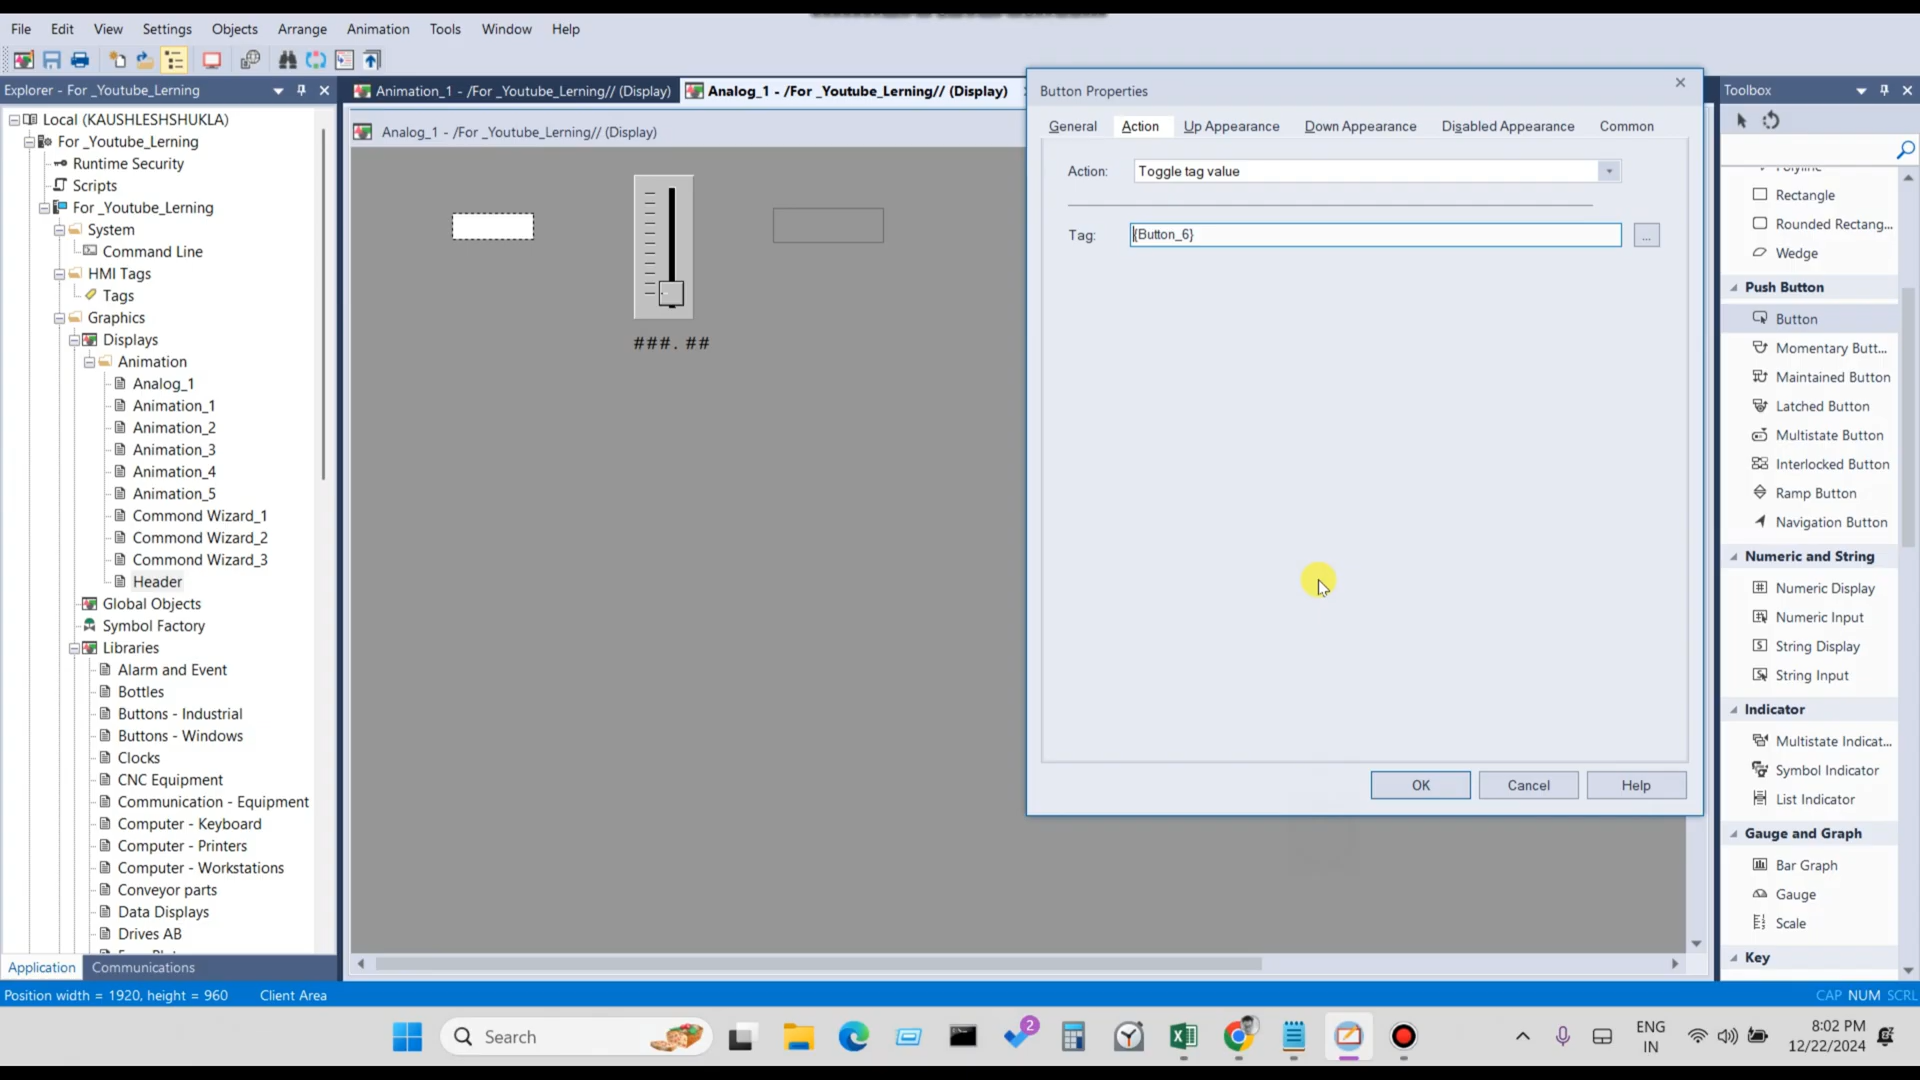 File Edit View Settings Objects Arrange Animation Tools Window Help
Explorer - For _Youtube_Lerning
Local (KAUSHLESHSHUKLA)
For _Youtube_Lerning
Runtime Security
Scripts
For _Youtube_Lerning
System
Command Line
HMI Tags
Tags
Graphics
Displays
Animation
Analog_1
Animation_1
Animation_2
Animation_3
Animation_4
Animation_5
Commond Wizard_1
Commond Wizard_2
Commond Wizard_3
Header
Global Objects
Symbol Factory
Libraries
Alarm and Event
Bottles
Buttons - Industrial
Buttons - Windows
Clocks
CNC Equipment
Communication - Equipment
Computer - Keyboard
Computer - Printers
Computer - Workstations
Conveyor parts
Data Displays
Drives AB
Application Communications
Animation_1 - /For _Youtube_Lerning// (Display)
Analog_1 - /For _Youtube_Lerning// (Display)
Analog_1 - /For _Youtube_Lerning// (Display)
###.##
Button Properties
General Action Up Appearance Down Appearance Disabled Appearance Common
Action: Toggle tag value
Tag: {Button_6} ...
OK Cancel Help
Toolbox
Polyline
Rectangle
Rounded Rectang...
Wedge
Push Button
Button
Momentary Butt...
Maintained Button
Latched Button
Multistate Button
Interlocked Button
Ramp Button
Navigation Button
Numeric and String
Numeric Display
Numeric Input
String Display
String Input
Indicator
Multistate Indicat...
Symbol Indicator
List Indicator
Gauge and Graph
Bar Graph
Gauge
Scale
Key
Position width = 1920, height = 960 Client Area
CAP NUM SCRL
Search
2
ENG
IN
8:02 PM
12/22/2024